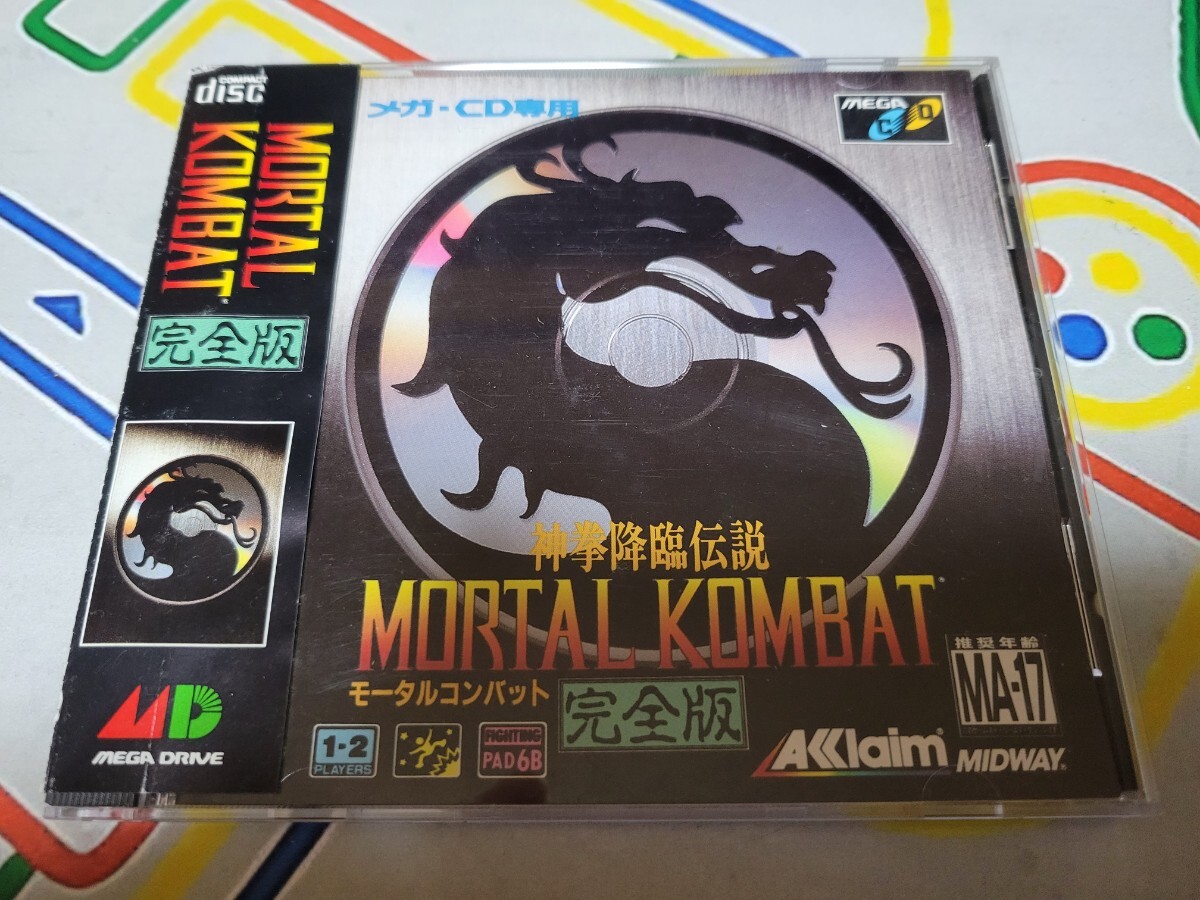 COMPACT
disc
MORTAL
KOMBAT
完全版
MD
MEGA DRIVE
メガ-CD専用
MEGA
CD
神拳降臨伝説
MORTAL KOMBAT
モータルコンバット
完全版
1-2
PLAYERS
FIGHTING
PAD 6B
AKklaim
推奨年齢
MA-17
MIDWAY